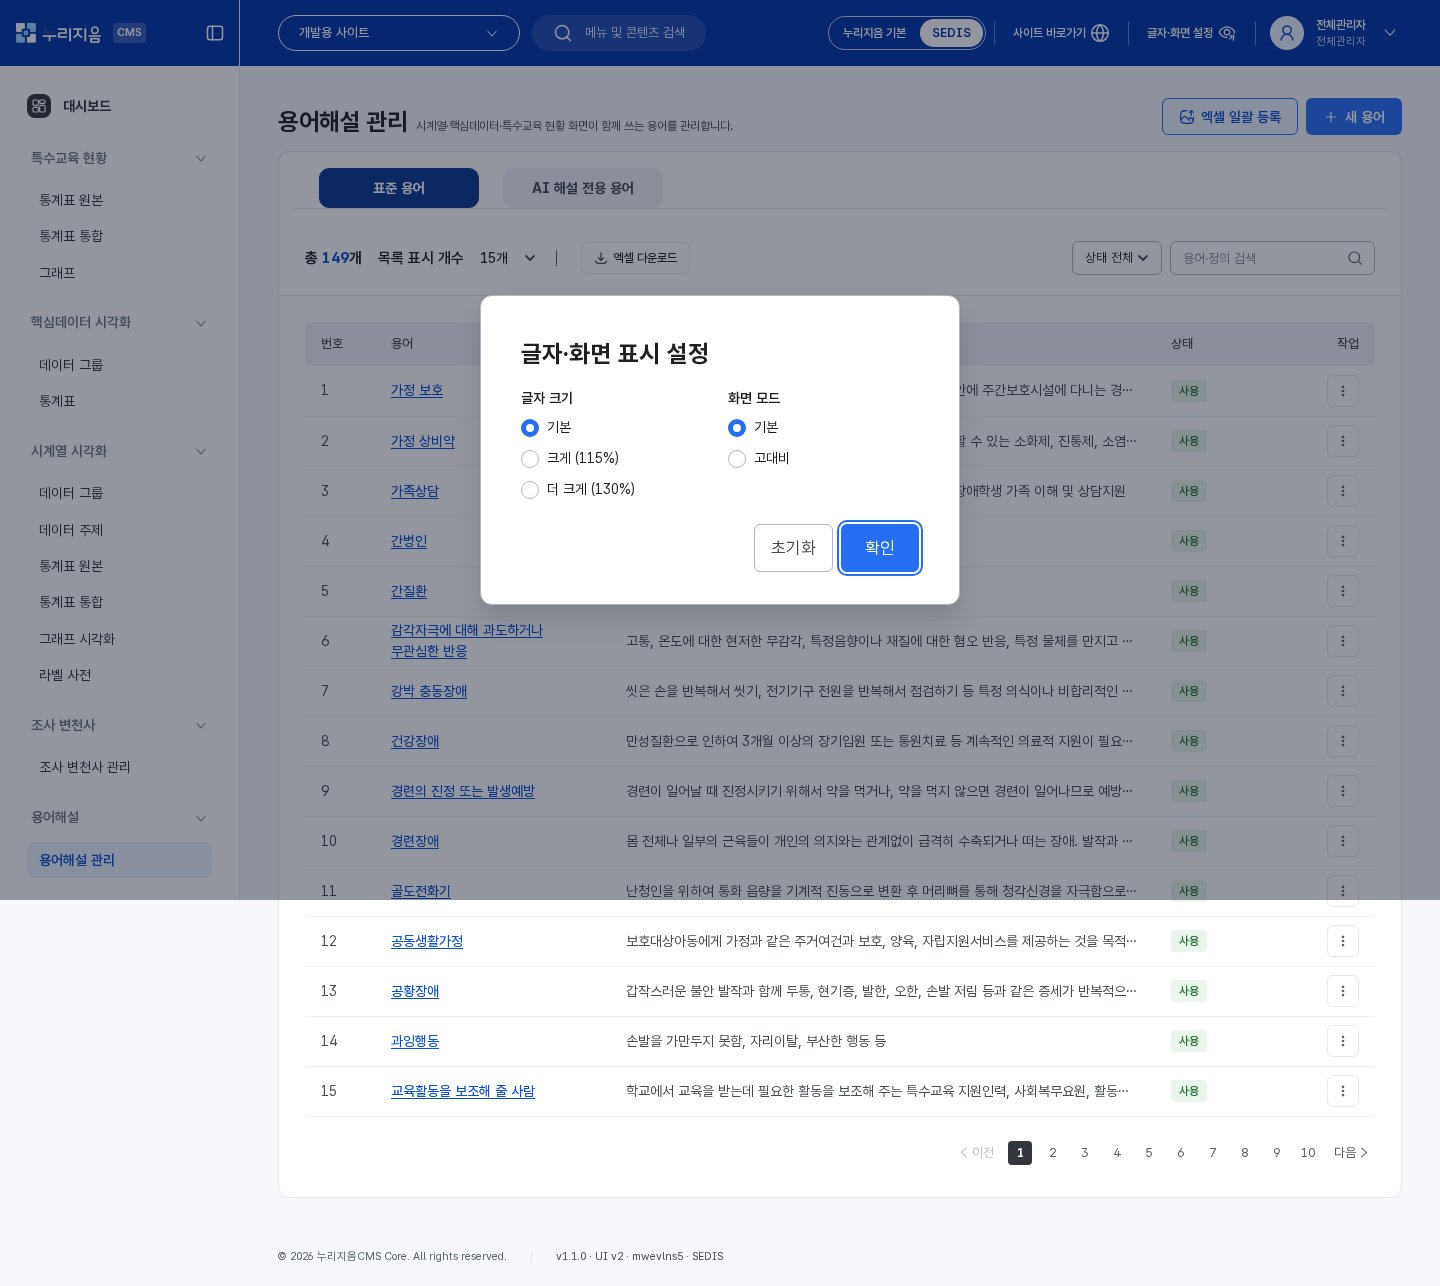 누리지음 CMS
개발용 사이트
메뉴 및 콘텐츠 검색
누리지음 기본 SEDIS
사이트 바로가기
글자·화면 설정
전체관리자
전체관리자
대시보드
특수교육 현황
통계표 원본
통계표 통합
그래프
핵심데이터 시각화
데이터 그룹
통계표
시계열 시각화
데이터 그룹
데이터 주제
통계표 원본
통계표 통합
그래프 시각화
라벨 사전
조사 변천사
조사 변천사 관리
용어해설
용어해설 관리
용어해설 관리 시계열·핵심데이터·특수교육 현황 화면이 함께 쓰는 용어를 관리합니다.
엑셀 일괄 등록 새 용어
표준 용어 AI 해설 전용 용어
총 149개 목록 표시 개수 15개 엑셀 다운로드 상태 전체 용어·정의 검색
번호 용어 상태 작업
1 가정 보호 안에 주간보호시설에 다니는 경… 사용
2 가정 상비약 할 수 있는 소화제, 진통제, 소염… 사용
3 가족상담 장애학생 가족 이해 및 상담지원 사용
4 간병인 사용
5 간질환 사용
6 감각자극에 대해 과도하거나
무관심한 반응 고통, 온도에 대한 현저한 무감각, 특정음향이나 재질에 대한 혐오 반응, 특정 물체를 만지고 … 사용
7 강박 충동장애 씻은 손을 반복해서 씻기, 전기기구 전원을 반복해서 점검하기 등 특정 의식이나 비합리적인 … 사용
8 건강장애 만성질환으로 인하여 3개월 이상의 장기입원 또는 통원치료 등 계속적인 의료적 지원이 필요… 사용
9 경련의 진정 또는 발생예방 경련이 일어날 때 진정시키기 위해서 약을 먹거나, 약을 먹지 않으면 경련이 일어나므로 예방… 사용
10 경련장애 몸 전체나 일부의 근육들이 개인의 의지와는 관계없이 급격히 수축되거나 떠는 장애. 발작과 … 사용
11 골도전화기 난청인을 위하여 통화 음량을 기계적 진동으로 변환 후 머리뼈를 통해 청각신경을 자극함으로… 사용
12 공동생활가정 보호대상아동에게 가정과 같은 주거여건과 보호, 양육, 자립지원서비스를 제공하는 것을 목적… 사용
13 공황장애 갑작스러운 불안 발작과 함께 두통, 현기증, 발한, 오한, 손발 저림 등과 같은 증세가 반복적으… 사용
14 과잉행동 손발을 가만두지 못함, 자리이탈, 부산한 행동 등 사용
15 교육활동을 보조해 줄 사람 학교에서 교육을 받는데 필요한 활동을 보조해 주는 특수교육 지원인력, 사회복무요원, 활동… 사용
이전 1 2 3 4 5 6 7 8 9 10 다음
글자·화면 표시 설정
글자 크기 화면 모드
기본 기본
크게 (115%) 고대비
더 크게 (130%)
초기화 확인
© 2026 누리지음CMS Core. All rights reserved. v1.1.0 · UI v2 · mwevlns5 · SEDIS